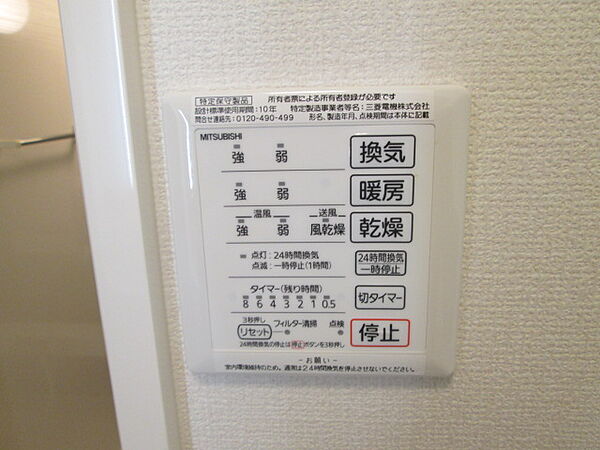 特定保守製品 所有者票による所有者登録が必要です
設計標準使用期間:10年 特定製造事業者等名:三菱電機株式会社
問合せ連絡先:0120-490-499 形名、製造年月、点検期間は本体に記載
MITSUBISHI
強 弱 換気
強 弱 暖房
温風 送風
強 弱 風乾燥 乾燥
点灯:24時間換気
点滅:一時停止(1時間)
24時間換気
一時停止
タイマー(残り時間)
8 6 4 3 2 1 0.5
切タイマー
3秒押し
リセット フィルター清掃 点検
停止
24時間換気の停止は停止ボタンを3秒押し
-お願い-
室内環境維持のため、通常は24時間換気を停止させないでください。